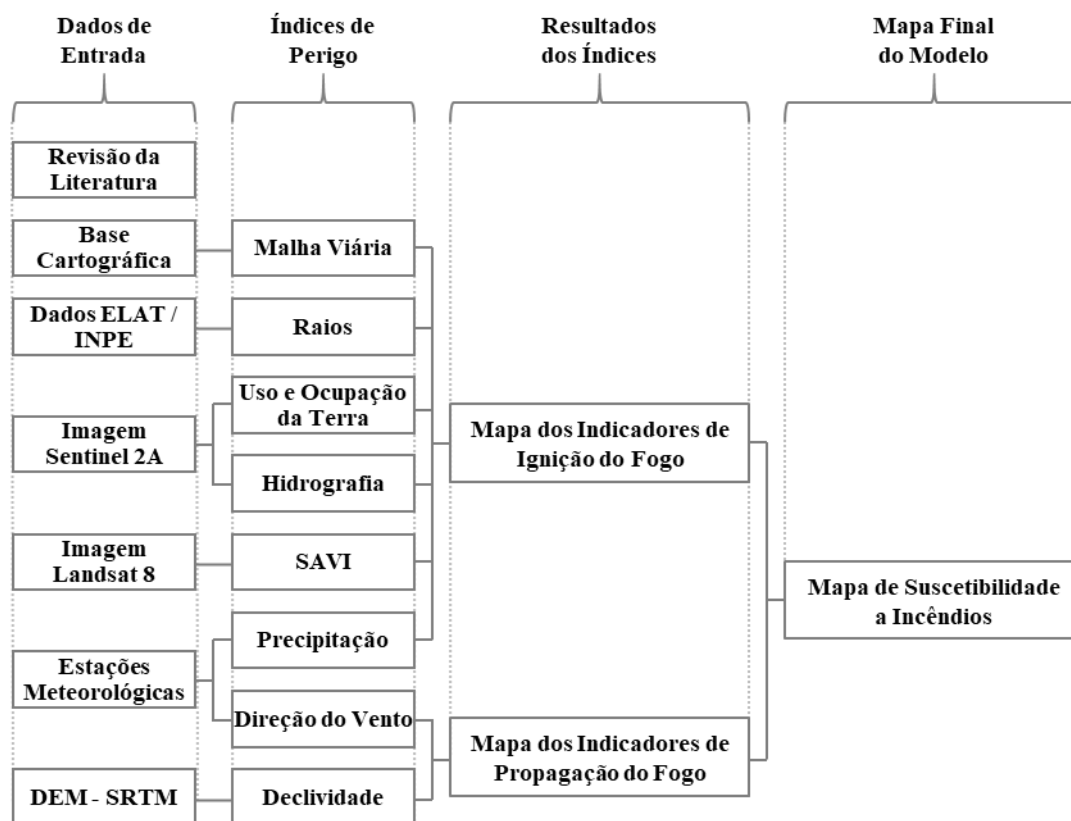 Dados de
Entrada
Índices de
Perigo
Resultados
dos Índices
Mapa Final
do Modelo
Revisão da
Literatura
Base
Cartográfica
Malha Viária
Dados ELAT /
INPE
Raios
Uso e Ocupação
da Terra
Imagem
Sentinel 2A
Hidrografia
Mapa dos Indicadores de
Ignição do Fogo
Imagem
Landsat 8
SAVI
Mapa de Suscetibilidade
a Incêndios
Precipitação
Estações
Meteorológicas
Direção do Vento
Mapa dos Indicadores de
Propagação do Fogo
DEM - SRTM
Declividade